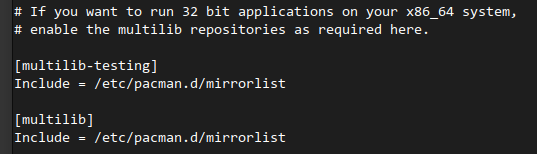 # If you want to run 32 bit applications on your x86_64 system,
# enable the multilib repositories as required here.
[multilib-testing]
Include = /etc/pacman.d/mirrorlist
[multilib]
Include = /etc/pacman.d/mirrorlist